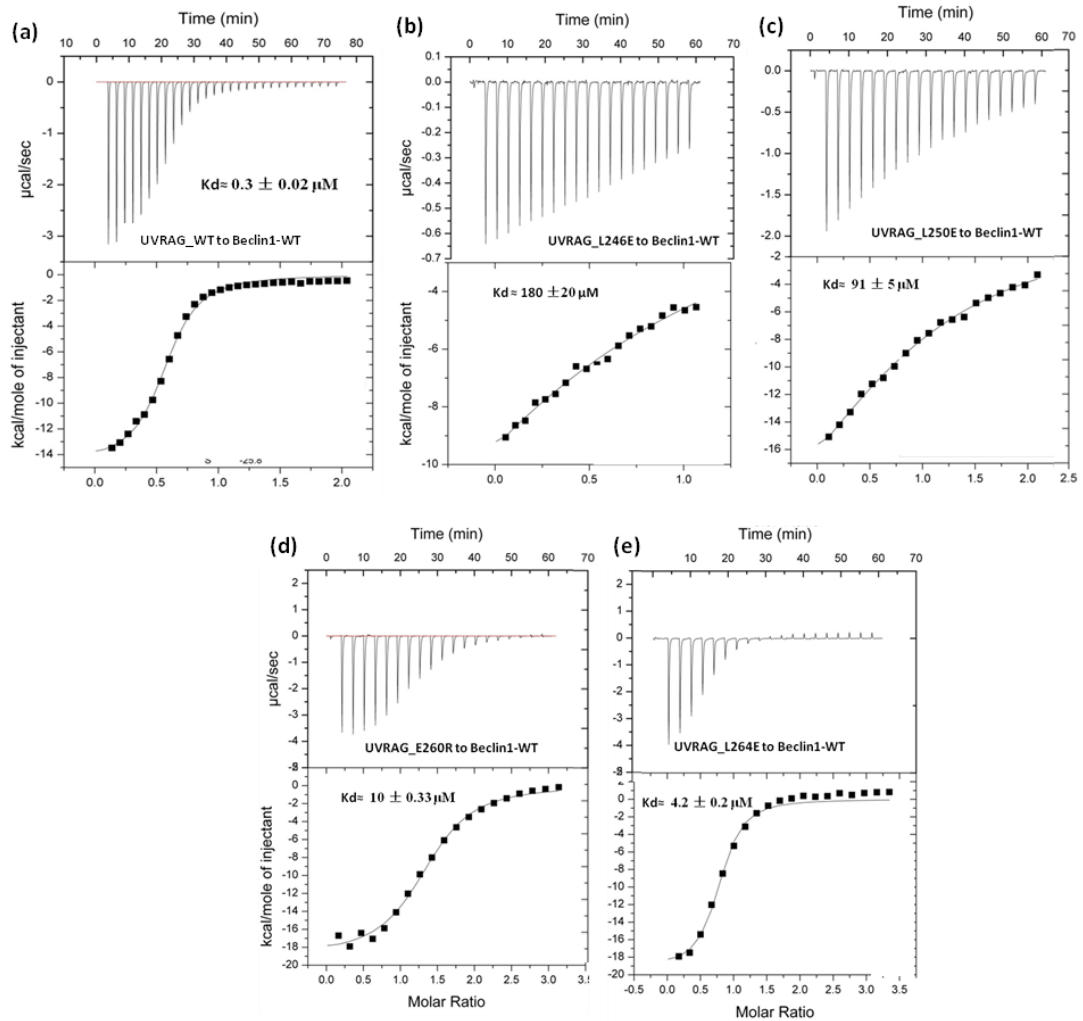 (a)
Time (min)
10 0 10 20 30 40 50 60 70 80
0
-1
-2
-3
µcal/sec
Kd≈ 0.3 ± 0.02 µM
UVRAG_WT to Beclin1-WT
0
-2
-4
-6
-8
-10
-12
-14
kcal/mole of injectant
-25.8
0.0 0.5 1.0 1.5 2.0
(b)
Time (min)
0 10 20 30 40 50 60 70
0.1
0.0
-0.1
-0.2
-0.3
-0.4
-0.5
-0.6
-0.7
µcal/sec
UVRAG_L246E to Beclin1-WT
Kd≈ 180 ±20 µM
-4
-6
-8
-10
kcal/mole of injectant
0.0 0.5 1.0
(c)
Time (min)
0 10 20 30 40 50 60 70
0.0
-0.5
-1.0
-1.5
-2.0
-2
UVRAG_L250E to Beclin1-WT
Kd≈ 91 ± 5 µM
-4
-6
-8
-10
-12
-14
-16
0.0 0.5 1.0 1.5 2.0 2.5
(d)
Time (min)
0 10 20 30 40 50 60 70
2
1
0
-1
-2
-3
-4
µcal/sec
UVRAG_E260R to Beclin1-WT
Kd≈ 10 ± 0.33 µM
0
-2
-4
-6
-8
-10
-12
-14
-16
-18
-20
kcal/mole of injectant
0.0 0.5 1.0 1.5 2.0 2.5 3.0 3.5
Molar Ratio
(e)
Time (min)
10 20 30 40 50 60 70
2
1
0
-1
-2
-3
-4
UVRAG_L264E to Beclin1-WT
Kd≈ 4.2 ± 0.2 µM
2
0
-2
-4
-6
-8
-10
-12
-14
-16
-18
-20
-0.5 0.0 0.5 1.0 1.5 2.0 2.5 3.0 3.5
Molar Ratio